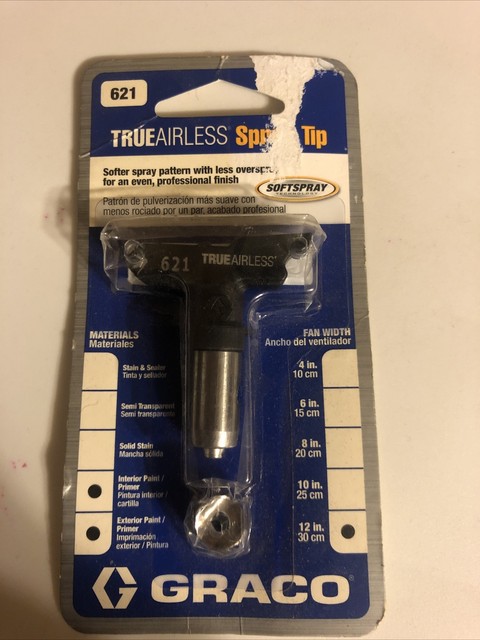 621
TRUEAIRLESS Tip
Softer spray pattern with less
for an even, professional finish
SOFTSPRAY
TECHNOLOGY
Patrón de pulverización más suave con
menos rociado por un par, acabado profesional
621 TRUEAIRLESS
MATERIALS
Materiales
FAN WIDTH
Ancho del ventilador
Stain & Sealer
Tinta y sellador
4 in.
10 cm
Semi Transparent
Semi transparente
6 in.
15 cm
Solid Stain
Mancha sólida
8 in.
20 cm
Interior Paint /
Primer
Pintura interior /
cartilla
10 in.
25 cm
Exterior Paint /
Primer
Imprimación
exterior / Pintura
12 in.
30 cm
GRACO